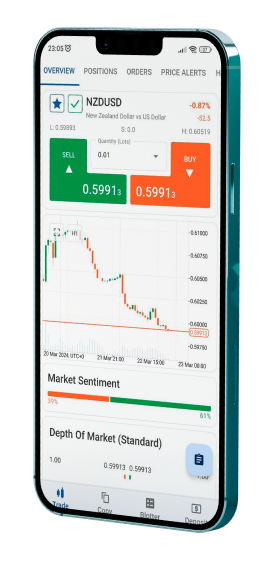 23:05
OVERVIEW POSITIONS ORDERS PRICE ALERTS H
NZDUSD -0.87%
New Zealand Dollar vs US Dollar -52.5
L: 0.59893 S: 0.0 H: 0.60519
SELL Quantity (Lots) BUY
0.01
0.59913 0.59913
H1
0.61000
0.60750
0.60500
0.60250
0.60000
0.59913
0.59750
20 Mar 2024, UTC+0 21 Mar 21:00 22 Mar 15:00 23 Mar 00:00
Market Sentiment
39% 61%
Depth Of Market (Standard)
1.00 0.59913 0.59913 1.00
Trade Copy Blotter Deposit